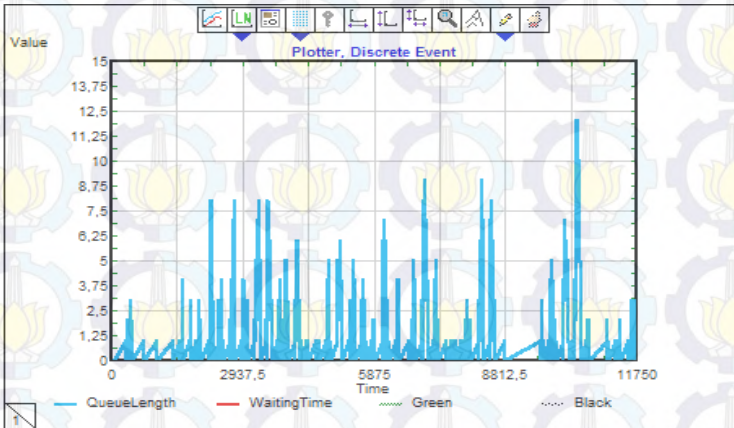 LN
Value
Plotter, Discrete Event
15
13,75
12,5
11,25
10
8,75
7,5
6,25
5
3,75
2,5
1,25
0
0 2937,5 5875 8812,5 11750
Time
QueueLength WaitingTime Green Black
1